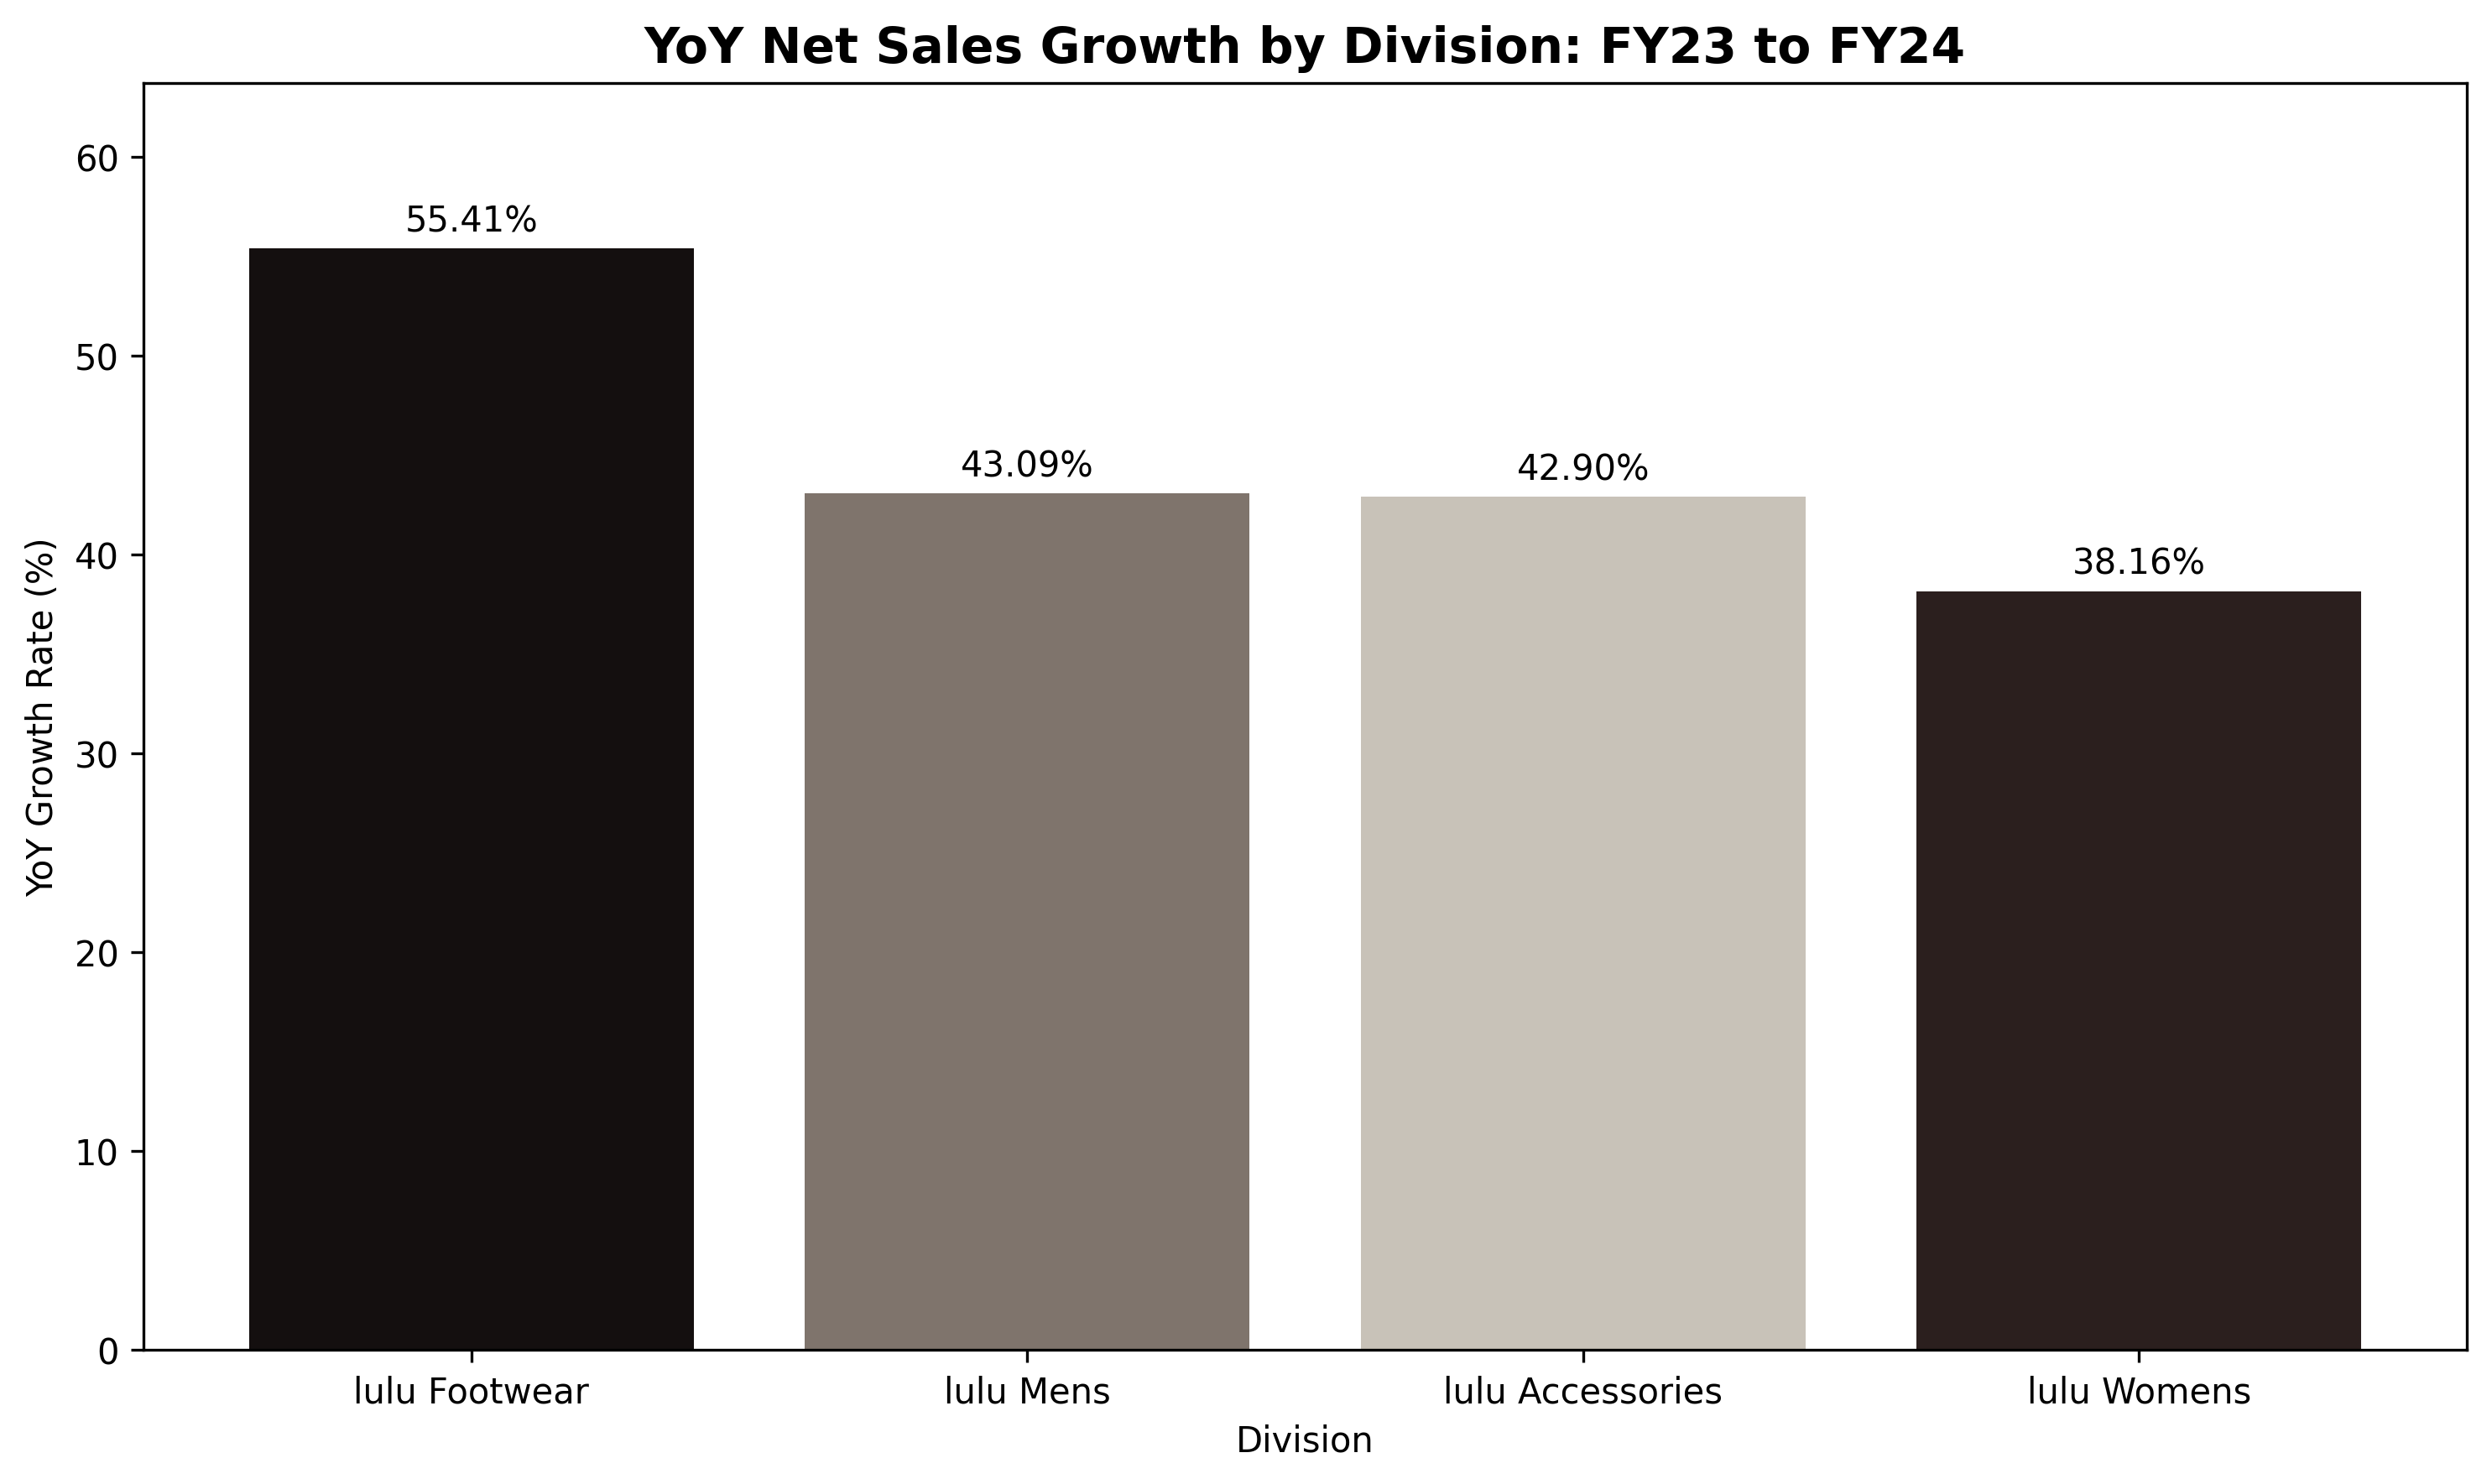 YoY Net Sales Growth by Division: FY23 to FY24
YoY Growth Rate (%)
60
50
40
30
20
10
0
55.41%
43.09%
42.90%
38.16%
lulu Footwear
lulu Mens
lulu Accessories
lulu Womens
Division